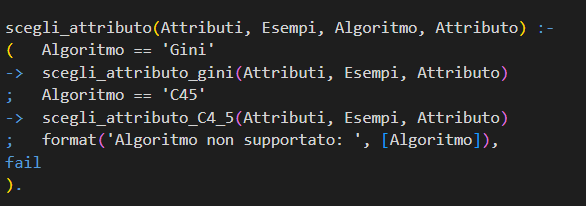 scegli_attributo(Attributi, Esempi, Algoritmo, Attributo) :-
(   Algoritmo == 'Gini'
->  scegli_attributo_gini(Attributi, Esempi, Attributo)
;   Algoritmo == 'C45'
->  scegli_attributo_C4_5(Attributi, Esempi, Attributo)
;   format('Algoritmo non supportato: ', [Algoritmo]),
fail
).